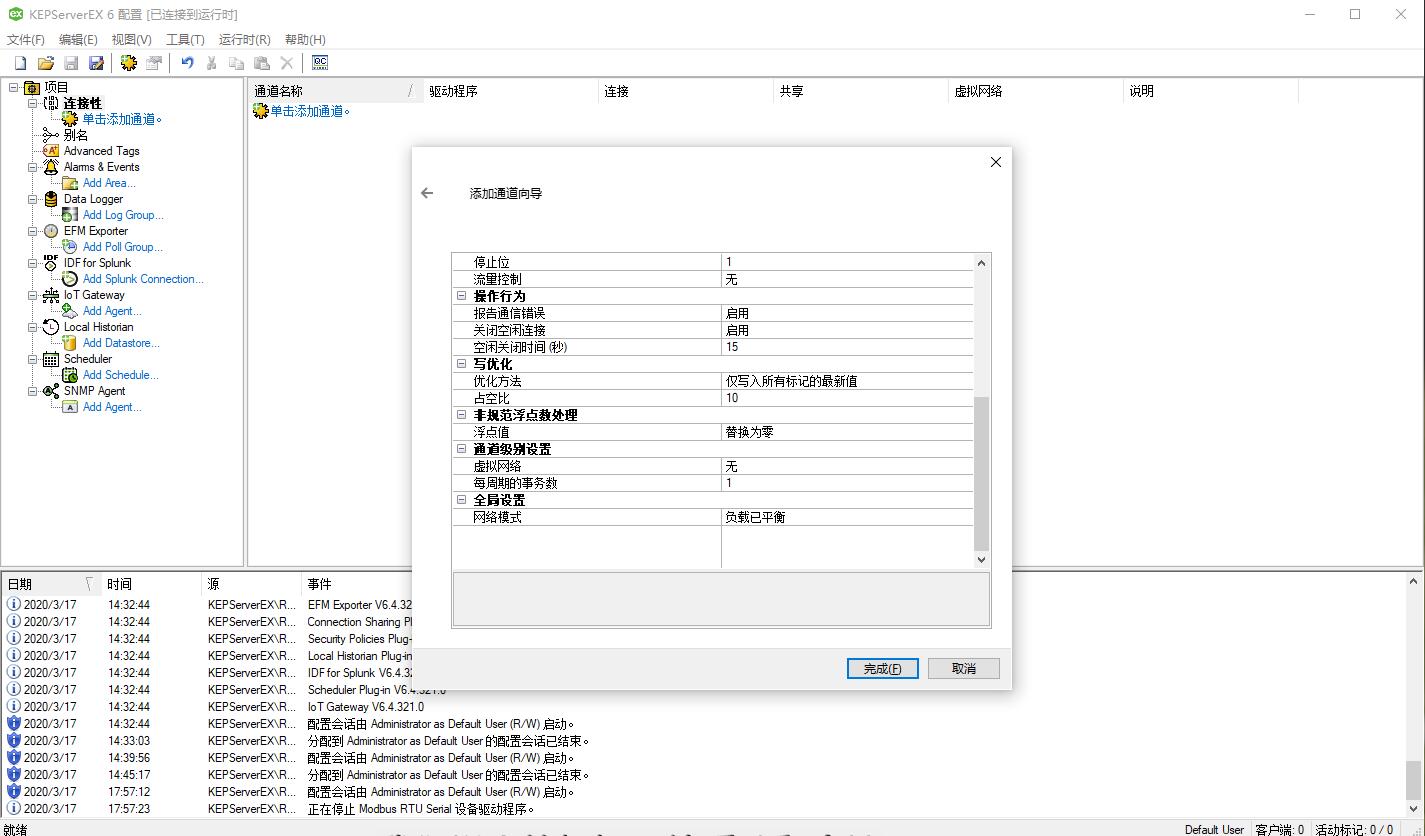 KEPServerEX 6 配置 [已连接到运行时]
文件(F) 编辑(E) 视图(V) 工具(T) 运行时(R) 帮助(H)
项目
连接性
单击添加通道。
别名
Advanced Tags
Alarms & Events
Add Area...
Data Logger
Add Log Group...
EFM Exporter
Add Poll Group...
IDF for Splunk
Add Splunk Connection...
IoT Gateway
Add Agent...
Local Historian
Add Datastore...
Scheduler
Add Schedule...
SNMP Agent
Add Agent...
通道名称 驱动程序 连接 共享 虚拟网络 说明
单击添加通道。
添加通道向导
停止位 1
流量控制 无
操作行为
报告通信错误 启用
关闭空闲连接 启用
空闲关闭时间 (秒) 15
写优化
优化方法 仅写入所有标记的最新值
占空比 10
非规范浮点数处理
浮点值 替换为零
通道级别设置
虚拟网络 无
每周期的事务数 1
全局设置
网络模式 负载已平衡
完成(F) 取消
日期 时间 源 事件
2020/3/17 14:32:44 KEPServerEX\R... EFM Exporter V6.4.32
2020/3/17 14:32:44 KEPServerEX\R... Connection Sharing Pl
2020/3/17 14:32:44 KEPServerEX\R... Security Policies Plug-
2020/3/17 14:32:44 KEPServerEX\R... Local Historian Plug-in
2020/3/17 14:32:44 KEPServerEX\R... IDF for Splunk V6.4.32
2020/3/17 14:32:44 KEPServerEX\R... Scheduler Plug-in V6.4.321.0
2020/3/17 14:32:44 KEPServerEX\R... IoT Gateway V6.4.321.0
2020/3/17 14:32:44 KEPServerEX\R... 配置会话由 Administrator as Default User (R/W) 启动。
2020/3/17 14:33:03 KEPServerEX\R... 分配到 Administrator as Default User 的配置会话已结束。
2020/3/17 14:39:56 KEPServerEX\R... 配置会话由 Administrator as Default User (R/W) 启动。
2020/3/17 14:45:17 KEPServerEX\R... 分配到 Administrator as Default User 的配置会话已结束。
2020/3/17 17:57:12 KEPServerEX\R... 配置会话由 Administrator as Default User (R/W) 启动。
2020/3/17 17:57:23 KEPServerEX\R... 正在停止 Modbus RTU Serial 设备驱动程序。
就绪 Default User 客户端: 0 活动标记: 0 / 0